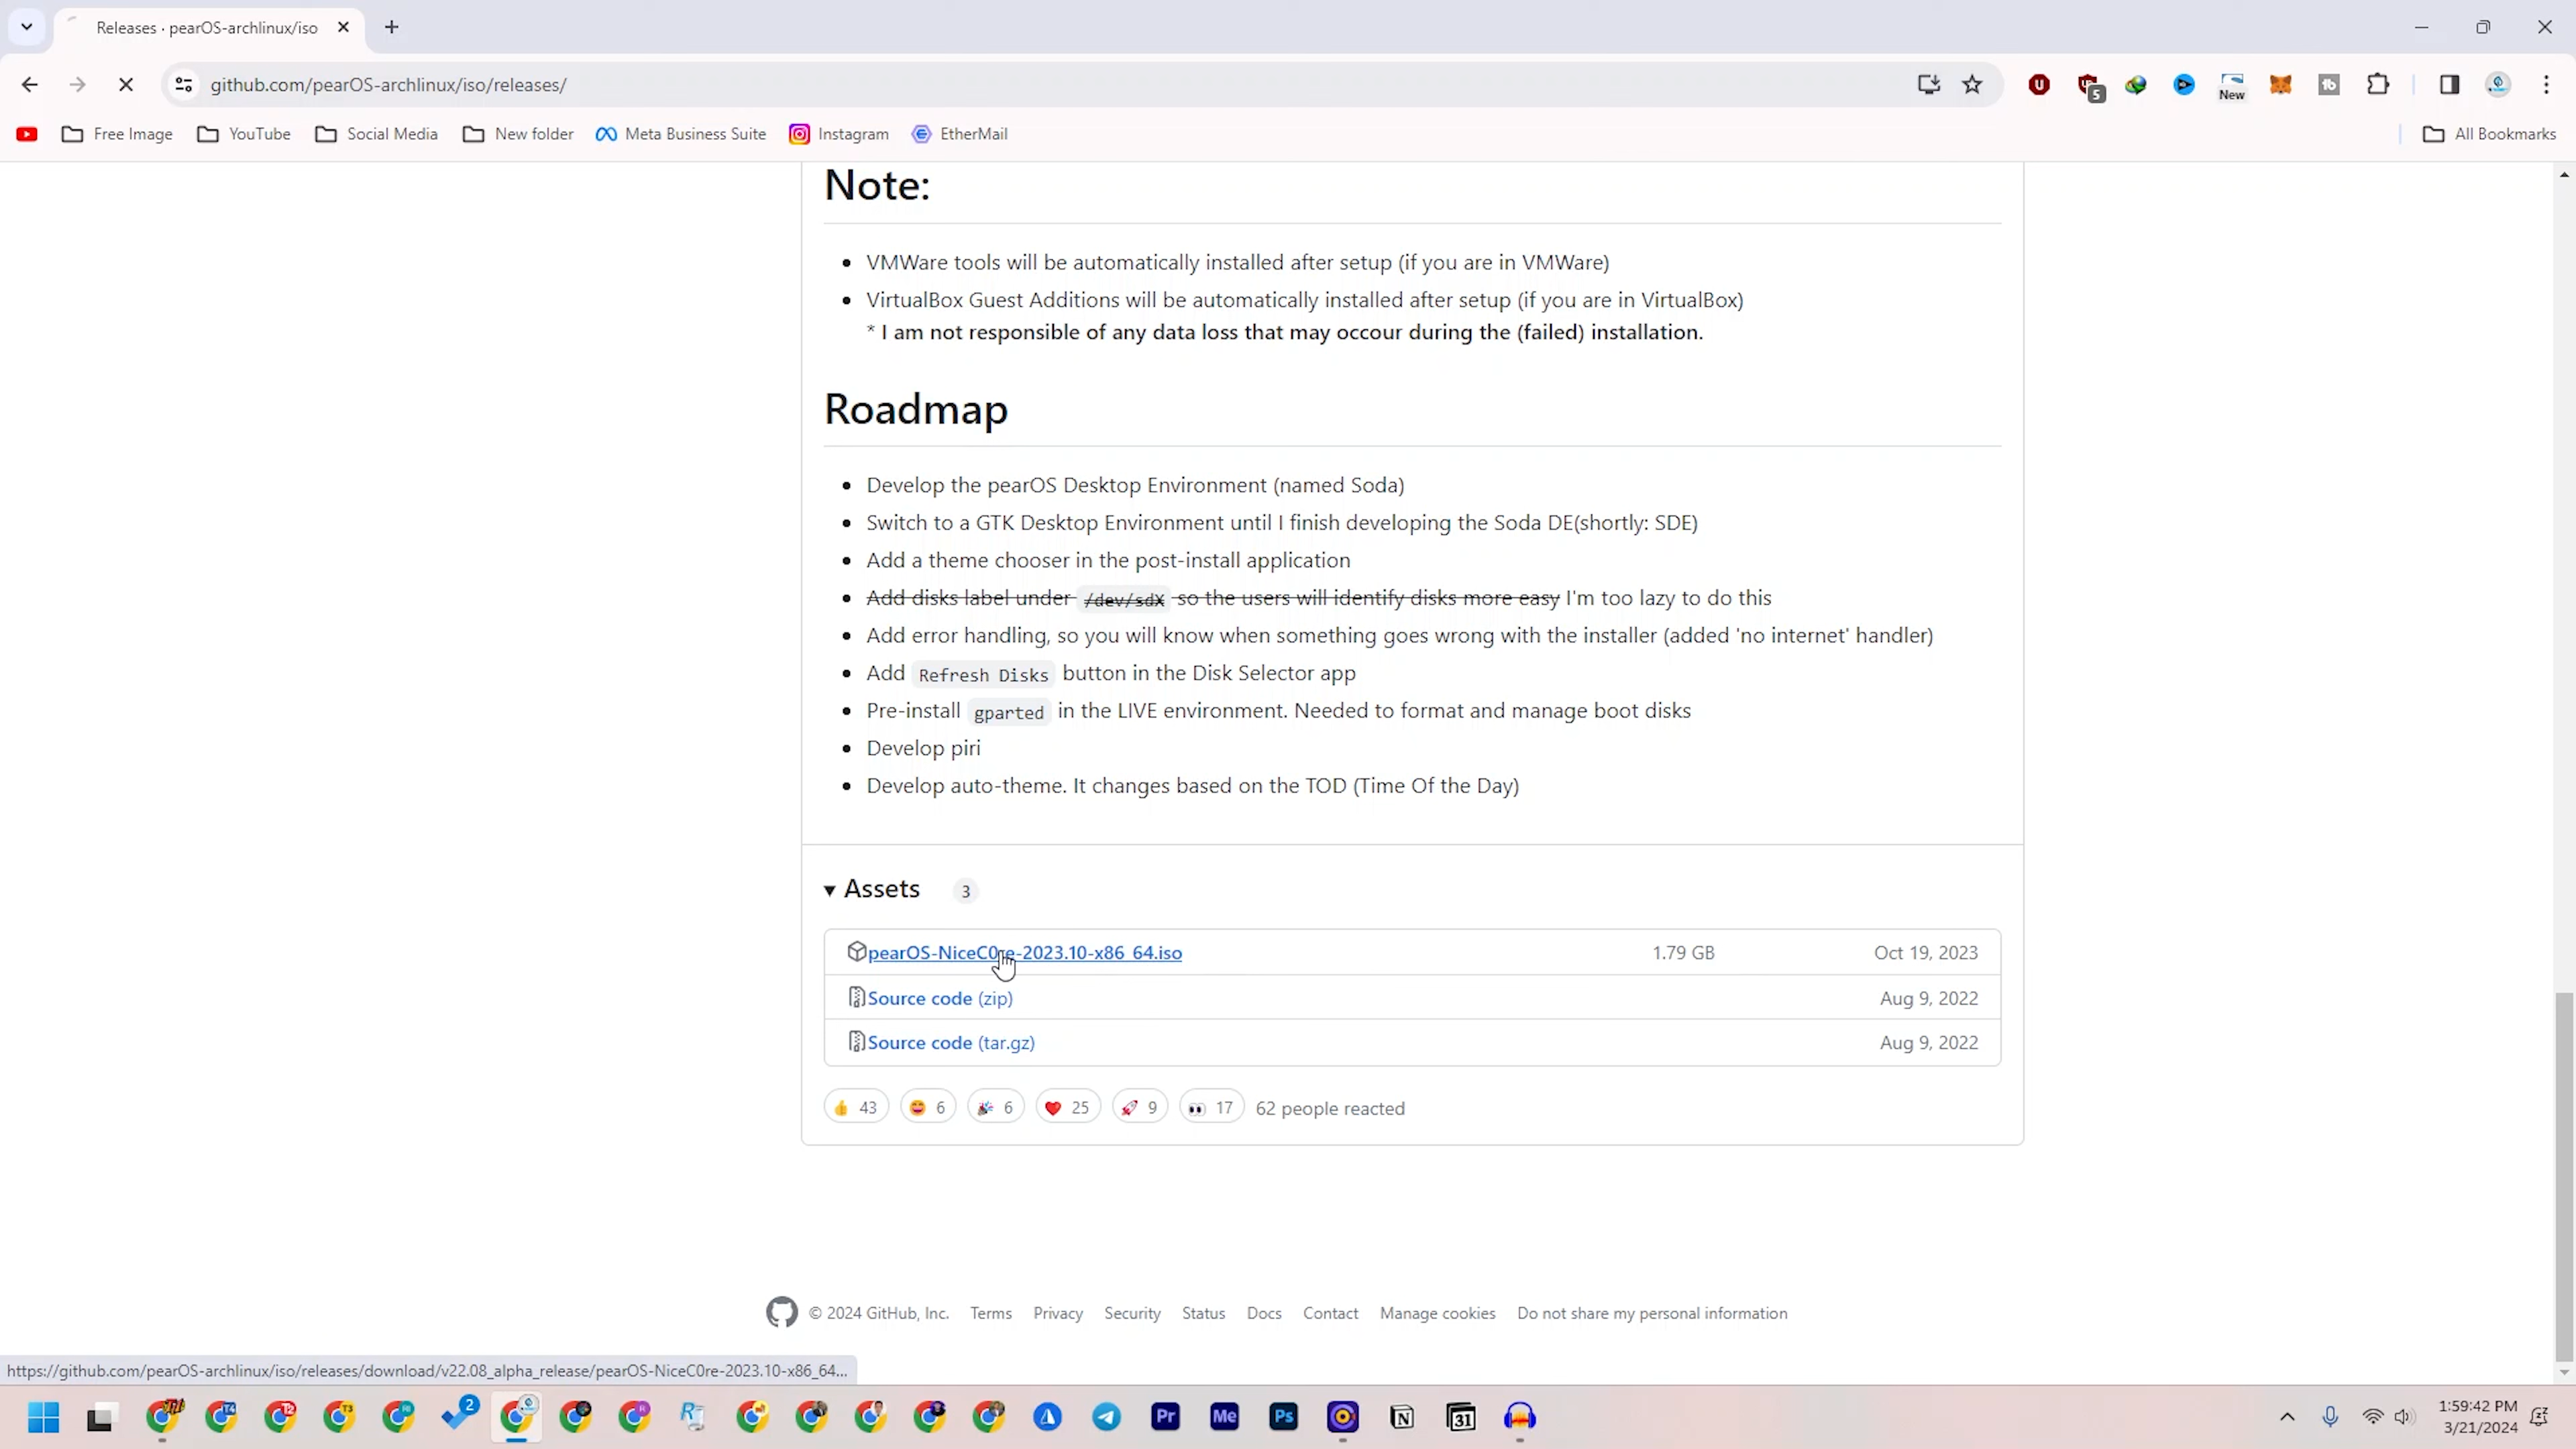 Releases · pearOS-archlinux/iso
github.com/pearOS-archlinux/iso/releases/
5
New
tb
Free Image
YouTube
Social Media
New folder
Meta Business Suite
Instagram
EtherMail
All Bookmarks
Note:
VMWare tools will be automatically installed after setup (if you are in VMWare)
VirtualBox Guest Additions will be automatically installed after setup (if you are in VirtualBox)
* I am not responsible of any data loss that may occour during the (failed) installation.
Roadmap
Develop the pearOS Desktop Environment (named Soda)
Switch to a GTK Desktop Environment until I finish developing the Soda DE(shortly: SDE)
Add a theme chooser in the post-install application
Add disks label under /dev/sdX so the users will identify disks more easy I'm too lazy to do this
Add error handling, so you will know when something goes wrong with the installer (added 'no internet' handler)
Add Refresh Disks button in the Disk Selector app
Pre-install gparted in the LIVE environment. Needed to format and manage boot disks
Develop piri
Develop auto-theme. It changes based on the TOD (Time Of the Day)
Assets 3
pearOS-NiceC0re-2023.10-x86_64.iso 1.79 GB Oct 19, 2023
Source code (zip) Aug 9, 2022
Source code (tar.gz) Aug 9, 2022
43 6 6 25 9 17 62 people reacted
© 2024 GitHub, Inc. Terms Privacy Security Status Docs Contact Manage cookies Do not share my personal information
https://github.com/pearOS-archlinux/iso/releases/download/v22.08_alpha_release/pearOS-NiceC0re-2023.10-x86_64...
T4 T2 T3 2 R Pr Me Ps N 31
1:59:42 PM
3/21/2024